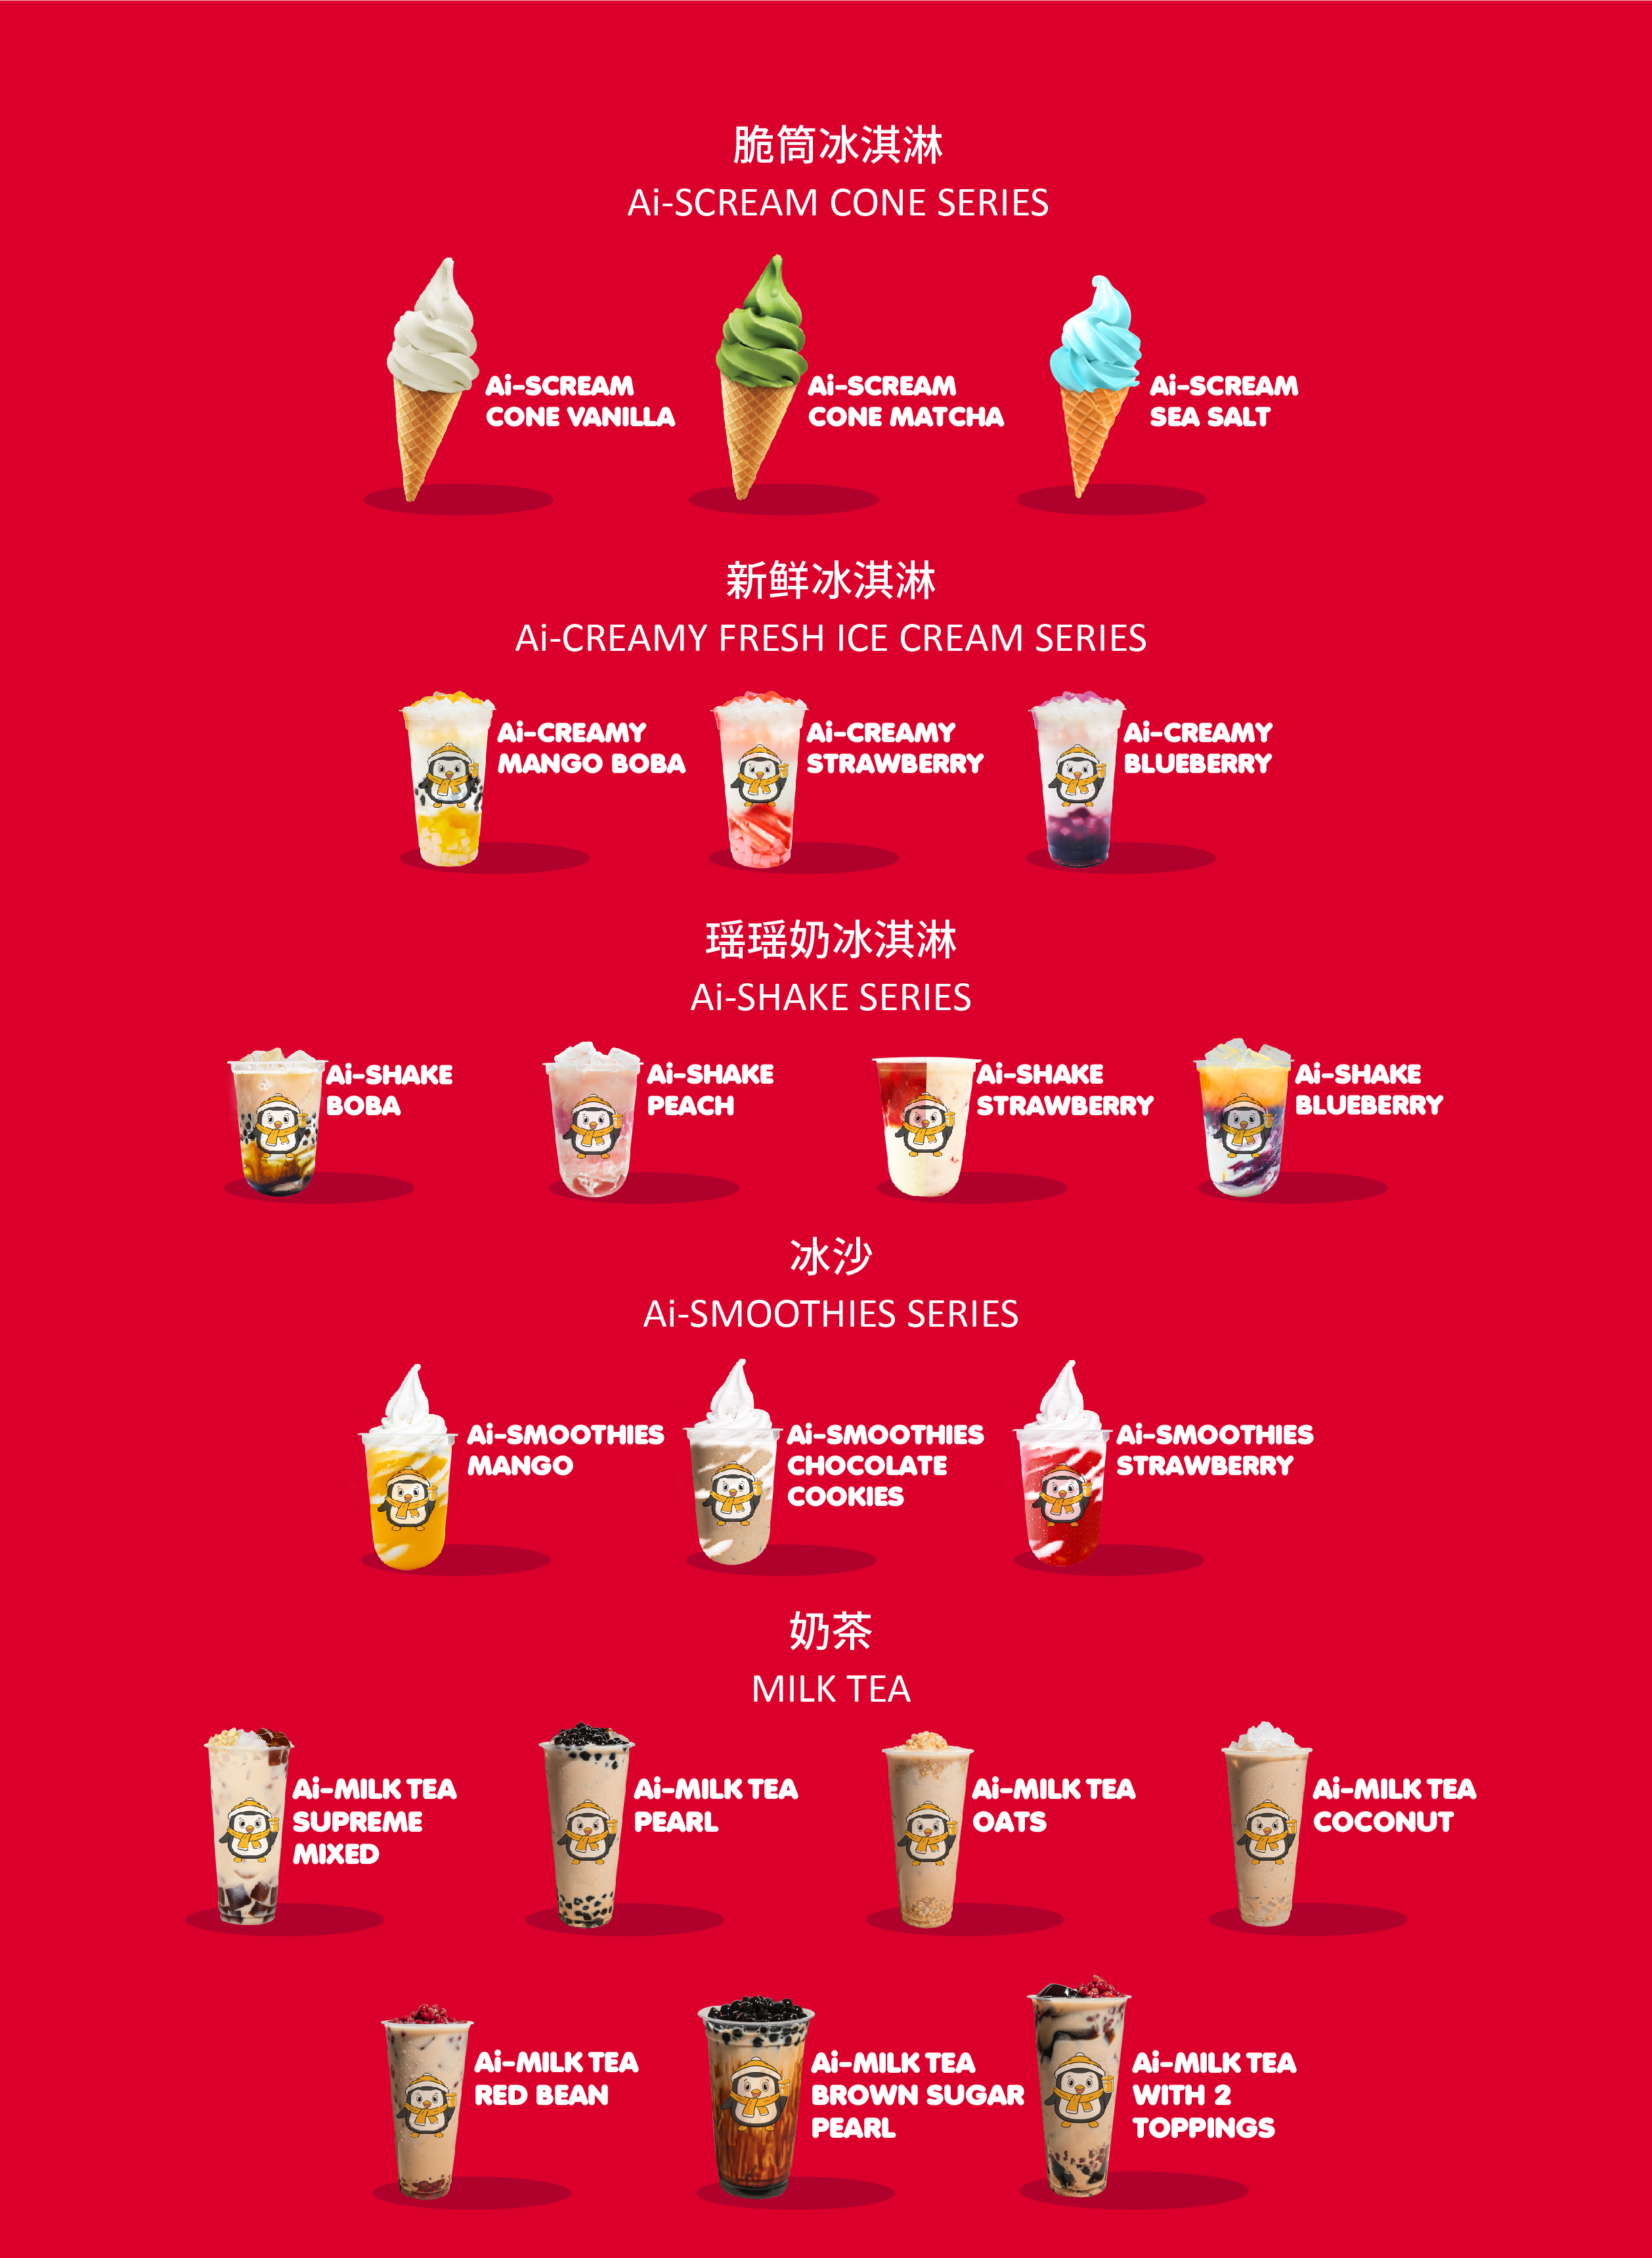 脆筒冰淇淋
Ai-SCREAM CONE SERIES
Ai-SCREAM
CONE VANILLA
Ai-SCREAM
CONE MATCHA
Ai-SCREAM
SEA SALT
新鲜冰淇淋
Ai-CREAMY FRESH ICE CREAM SERIES
Ai-CREAMY
MANGO BOBA
Ai-CREAMY
STRAWBERRY
Ai-CREAMY
BLUEBERRY
瑶瑶奶冰淇淋
Ai-SHAKE SERIES
Ai-SHAKE
BOBA
Ai-SHAKE
PEACH
Ai-SHAKE
STRAWBERRY
Ai-SHAKE
BLUEBERRY
冰沙
Ai-SMOOTHIES SERIES
Ai-SMOOTHIES
MANGO
Ai-SMOOTHIES
CHOCOLATE
COOKIES
Ai-SMOOTHIES
STRAWBERRY
奶茶
MILK TEA
Ai-MILK TEA
SUPREME
MIXED
Ai-MILK TEA
PEARL
Ai-MILK TEA
OATS
Ai-MILK TEA
COCONUT
Ai-MILK TEA
RED BEAN
Ai-MILK TEA
BROWN SUGAR
PEARL
Ai-MILK TEA
WITH 2
TOPPINGS